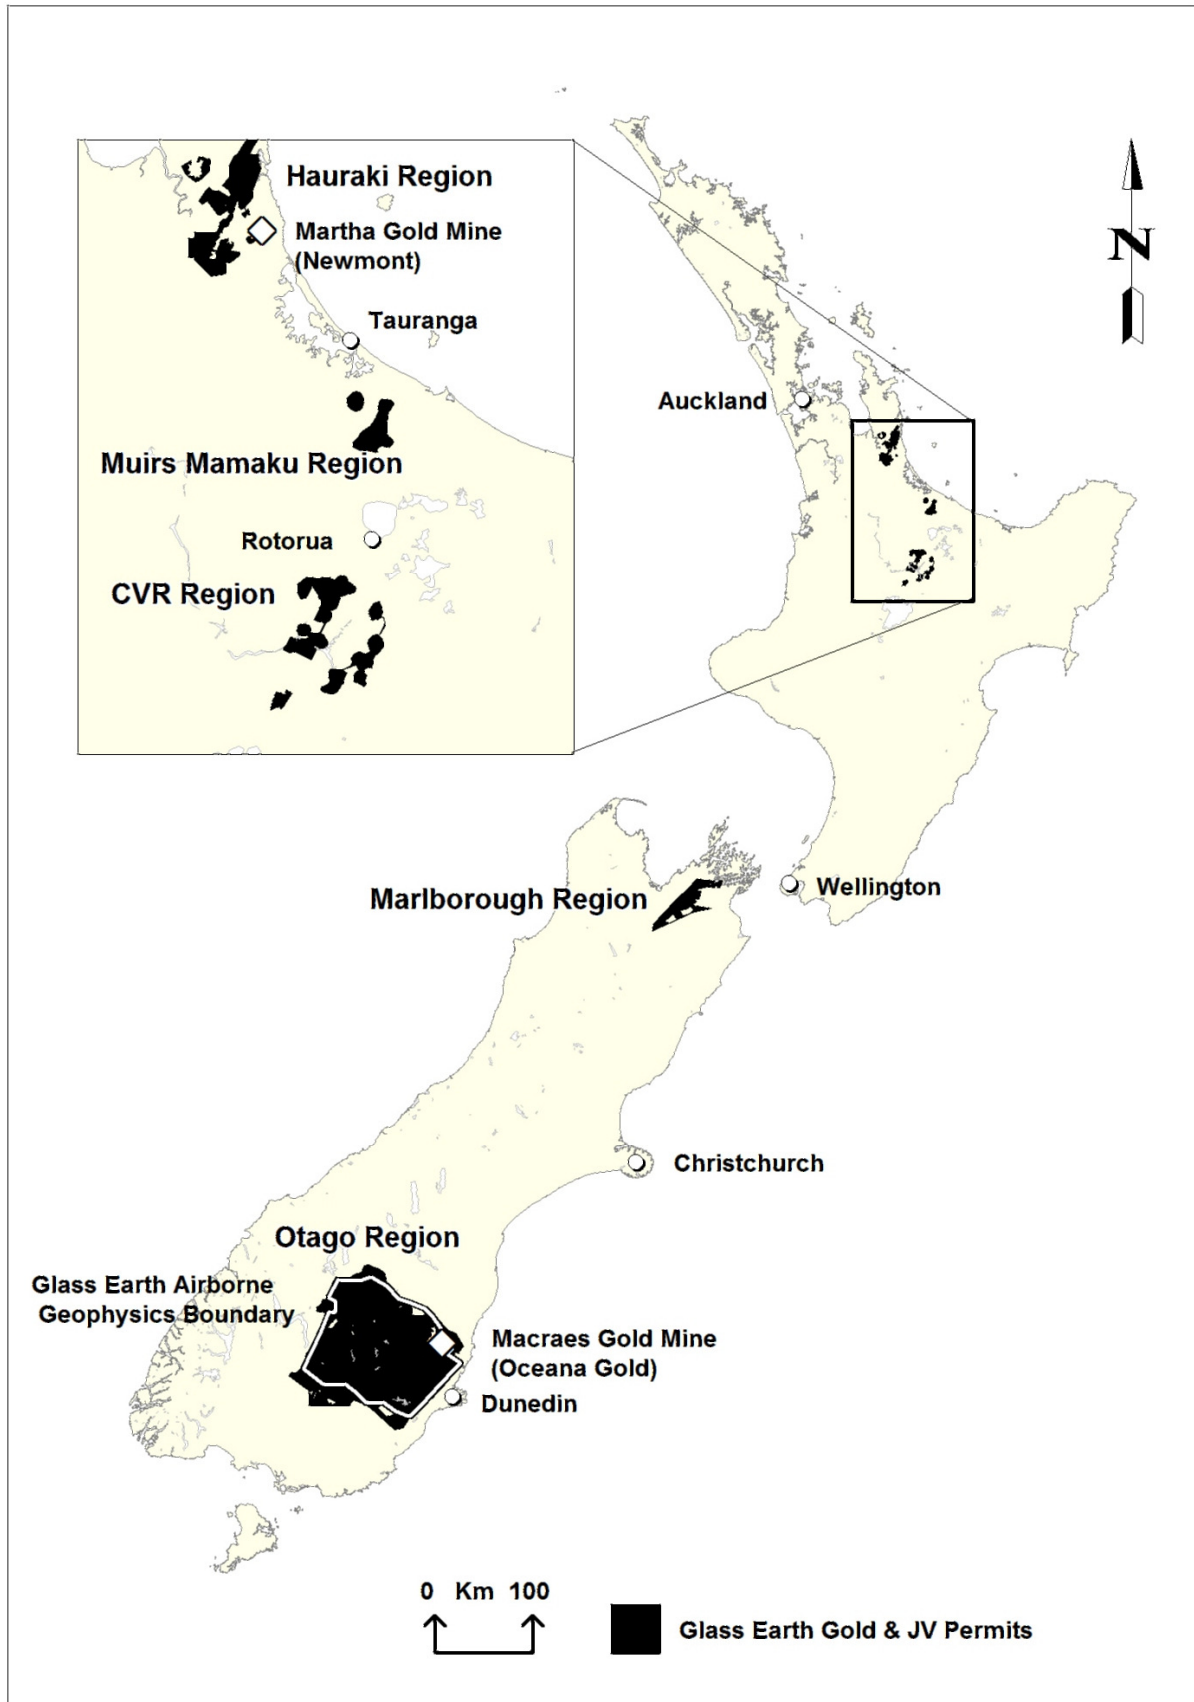 Hauraki Region
Martha Gold Mine
(Newmont)
Tauranga
Muirs Mamaku Region
Rotorua
CVR Region
N
Auckland
Wellington
Marlborough Region
Christchurch
Otago Region
Glass Earth Airborne
Geophysics Boundary
Macraes Gold Mine
(Oceana Gold)
Dunedin
0 Km 100
Glass Earth Gold & JV Permits